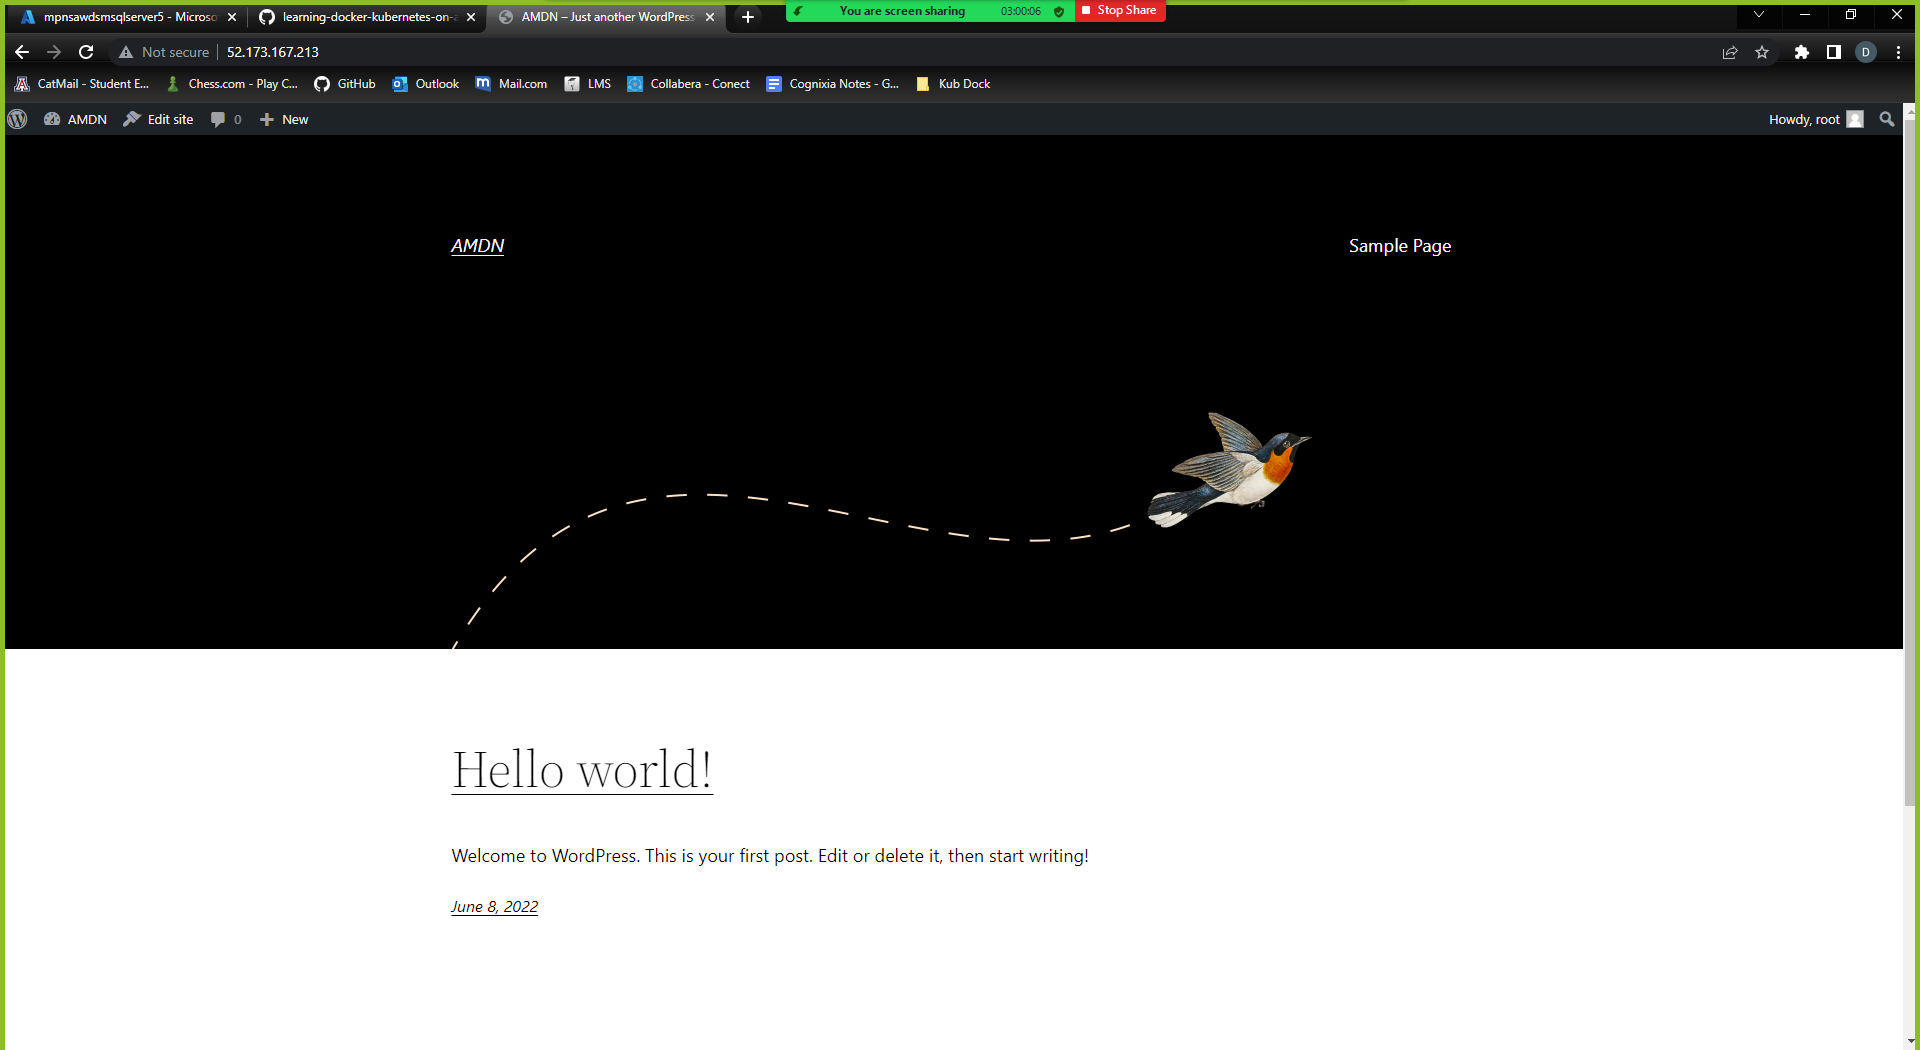 mpnsawdsmsqlserver5 - Microso
learning-docker-kubernetes-on-a
AMDN – Just another WordPress
You are screen sharing 03:00:06 Stop Share
Not secure 52.173.167.213
D
CatMail - Student E...
Chess.com - Play C...
GitHub
Outlook
Mail.com
LMS
Collabera - Conect
Cognixia Notes - G...
Kub Dock
AMDN Edit site 0 New Howdy, root
AMDN Sample Page
Hello world!
Welcome to WordPress. This is your first post. Edit or delete it, then start writing!
June 8, 2022